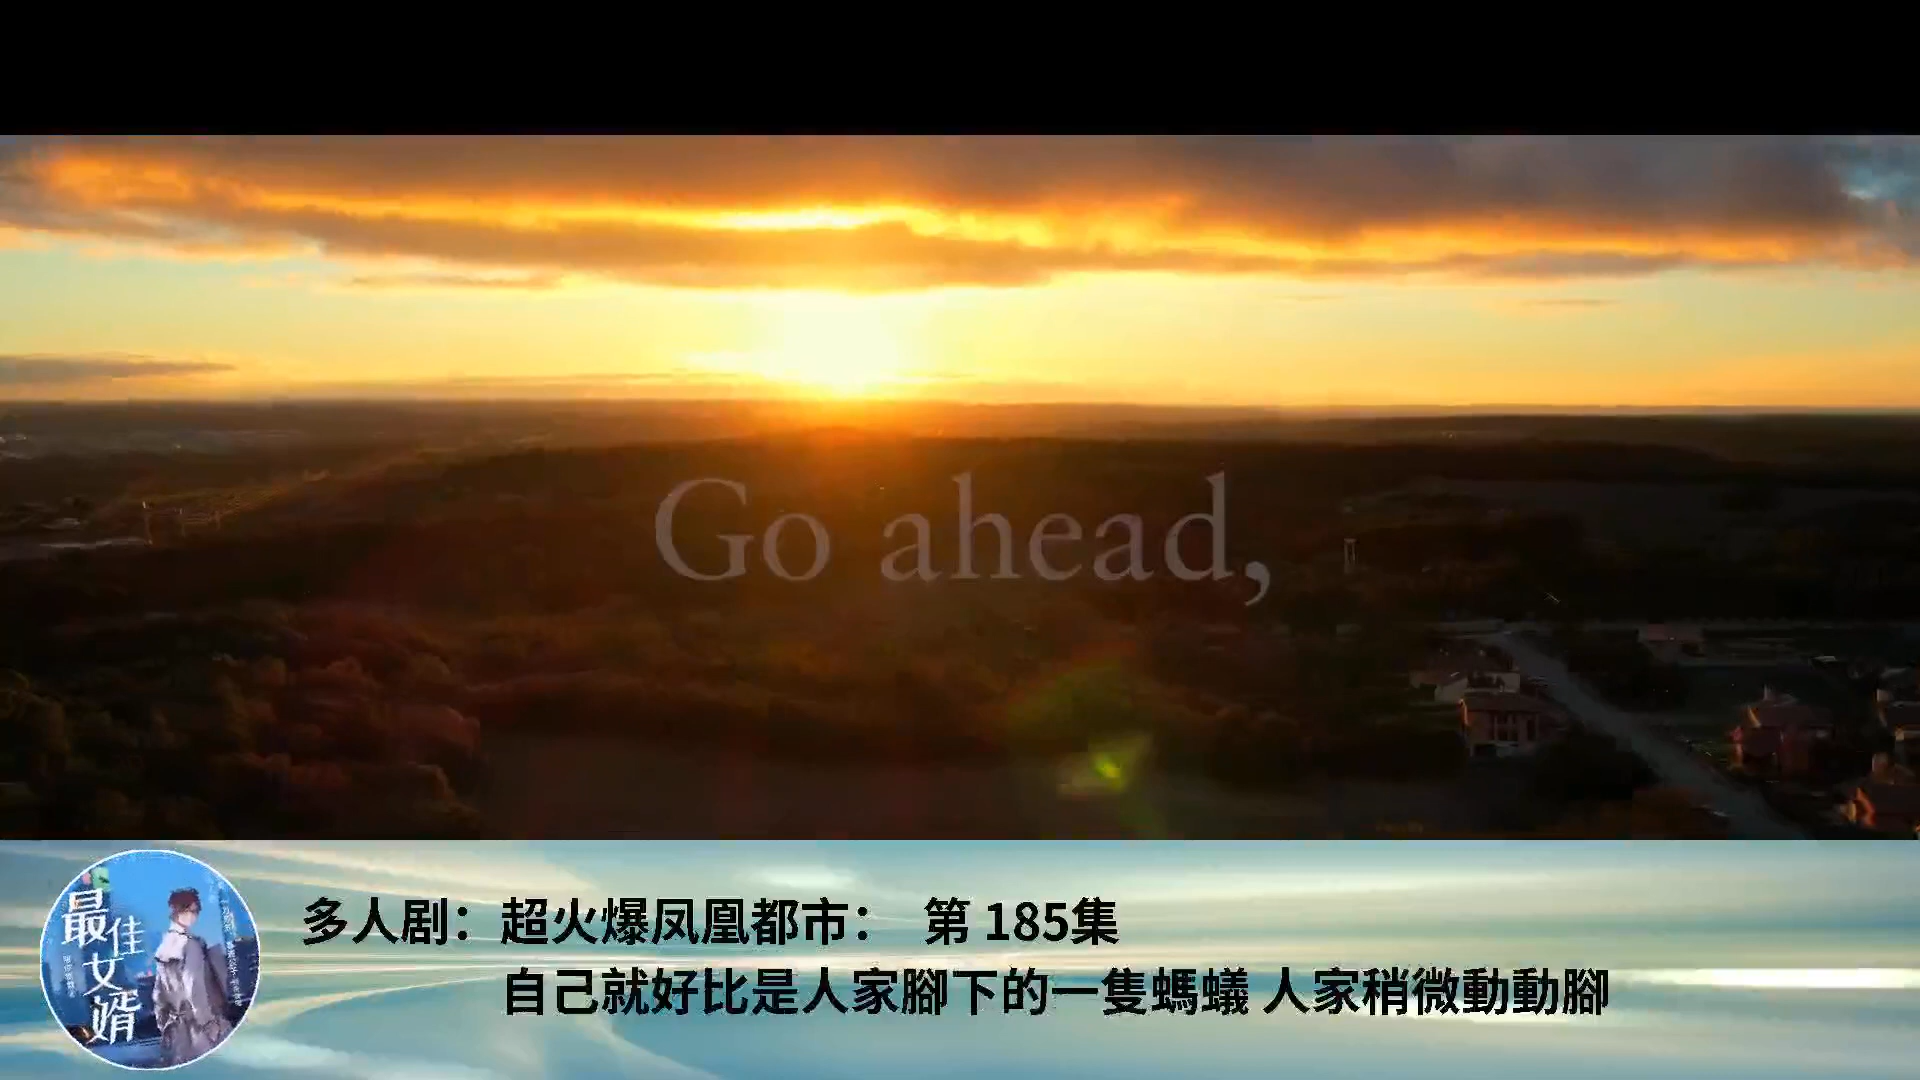 Go ahead,
多人剧：超火爆凤凰都市： 第 185集
自己就好比是人家腳下的一隻螞蟻 人家稍微動動腳
最佳女婿